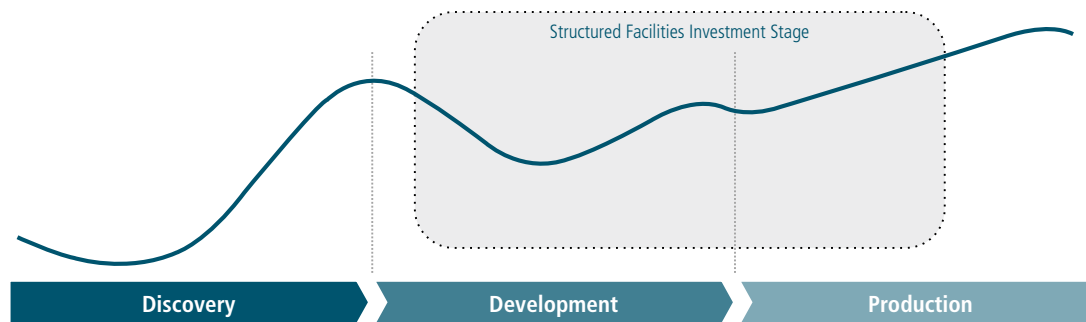 Structured Facilities Investment Stage
Discovery
Development
Production